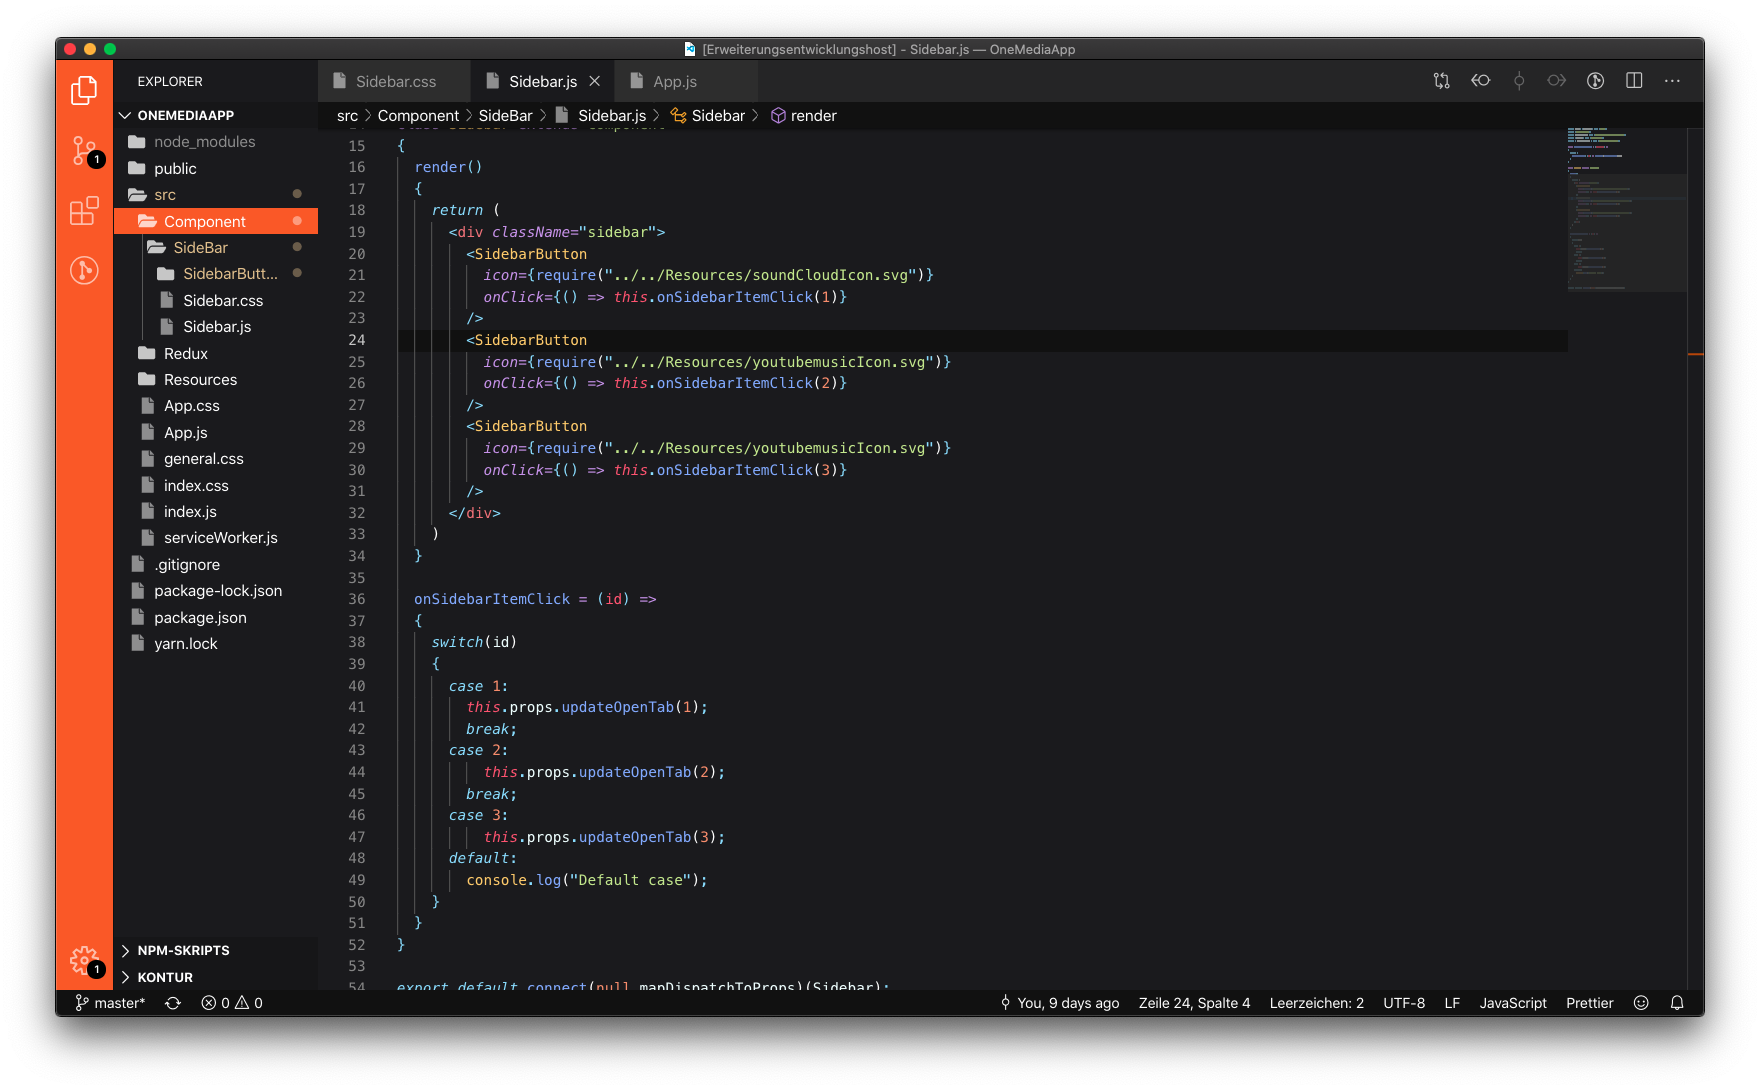 [Erweiterungsentwicklungshost] - Sidebar.js — OneMediaApp
EXPLORER
ONEMEDIAAPP
node_modules
public
src
Component
SideBar
SidebarButt...
Sidebar.css
Sidebar.js
Redux
Resources
App.css
App.js
general.css
index.css
index.js
serviceWorker.js
.gitignore
package-lock.json
package.json
yarn.lock
NPM-SKRIPTS
KONTUR
1
1
Sidebar.css
Sidebar.js
App.js
src > Component > SideBar > Sidebar.js > Sidebar > render
15 {
16 render()
17 {
18 return (
19 <div className="sidebar">
20 <SidebarButton
21 icon={require("../../Resources/soundCloudIcon.svg")}
22 onClick={() => this.onSidebarItemClick(1)}
23 />
24 <SidebarButton
25 icon={require("../../Resources/youtubemusicIcon.svg")}
26 onClick={() => this.onSidebarItemClick(2)}
27 />
28 <SidebarButton
29 icon={require("../../Resources/youtubemusicIcon.svg")}
30 onClick={() => this.onSidebarItemClick(3)}
31 />
32 </div>
33 )
34 }
35
36 onSidebarItemClick = (id) =>
37 {
38 switch(id)
39 {
40 case 1:
41 this.props.updateOpenTab(1);
42 break;
43 case 2:
44 this.props.updateOpenTab(2);
45 break;
46 case 3:
47 this.props.updateOpenTab(3);
48 default:
49 console.log("Default case");
50 }
51 }
52 }
53
54 export default connect(null,mapDispatchToProps)(Sidebar);
master* 0 0 You, 9 days ago Zeile 24, Spalte 4 Leerzeichen: 2 UTF-8 LF JavaScript Prettier